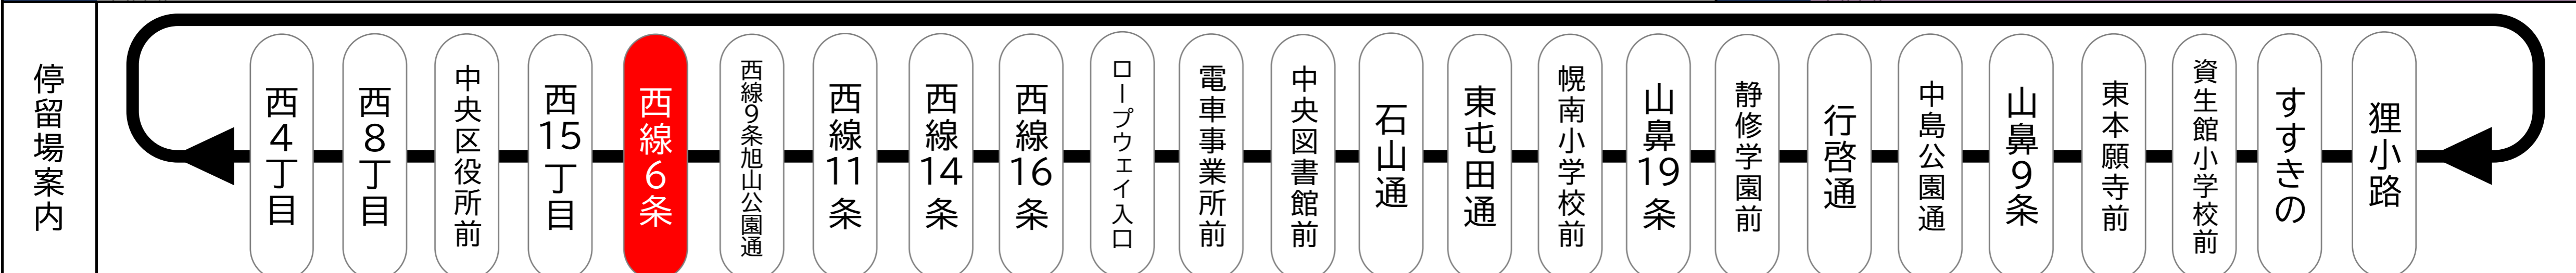 停留場案内
西4丁目
西8丁目
中央区役所前
西15丁目
西線6条
西線9条旭山公園通
西線11条
西線14条
西線16条
ロープウェイ入口
電車事業所前
中央図書館前
石山通
東屯田通
幌南小学校前
山鼻19条
静修学園前
行啓通
中島公園通
山鼻9条
東本願寺前
資生館小学校前
すすきの
狸小路